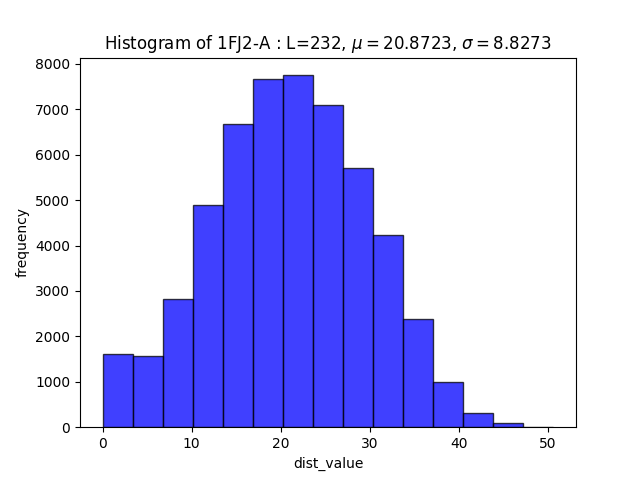 Histogram of 1FJ2-A : L=232, μ = 20.8723, σ = 8.8273
8000
7000
6000
5000
4000
3000
2000
1000
0
frequency
0 10 20 30 40 50
dist_value